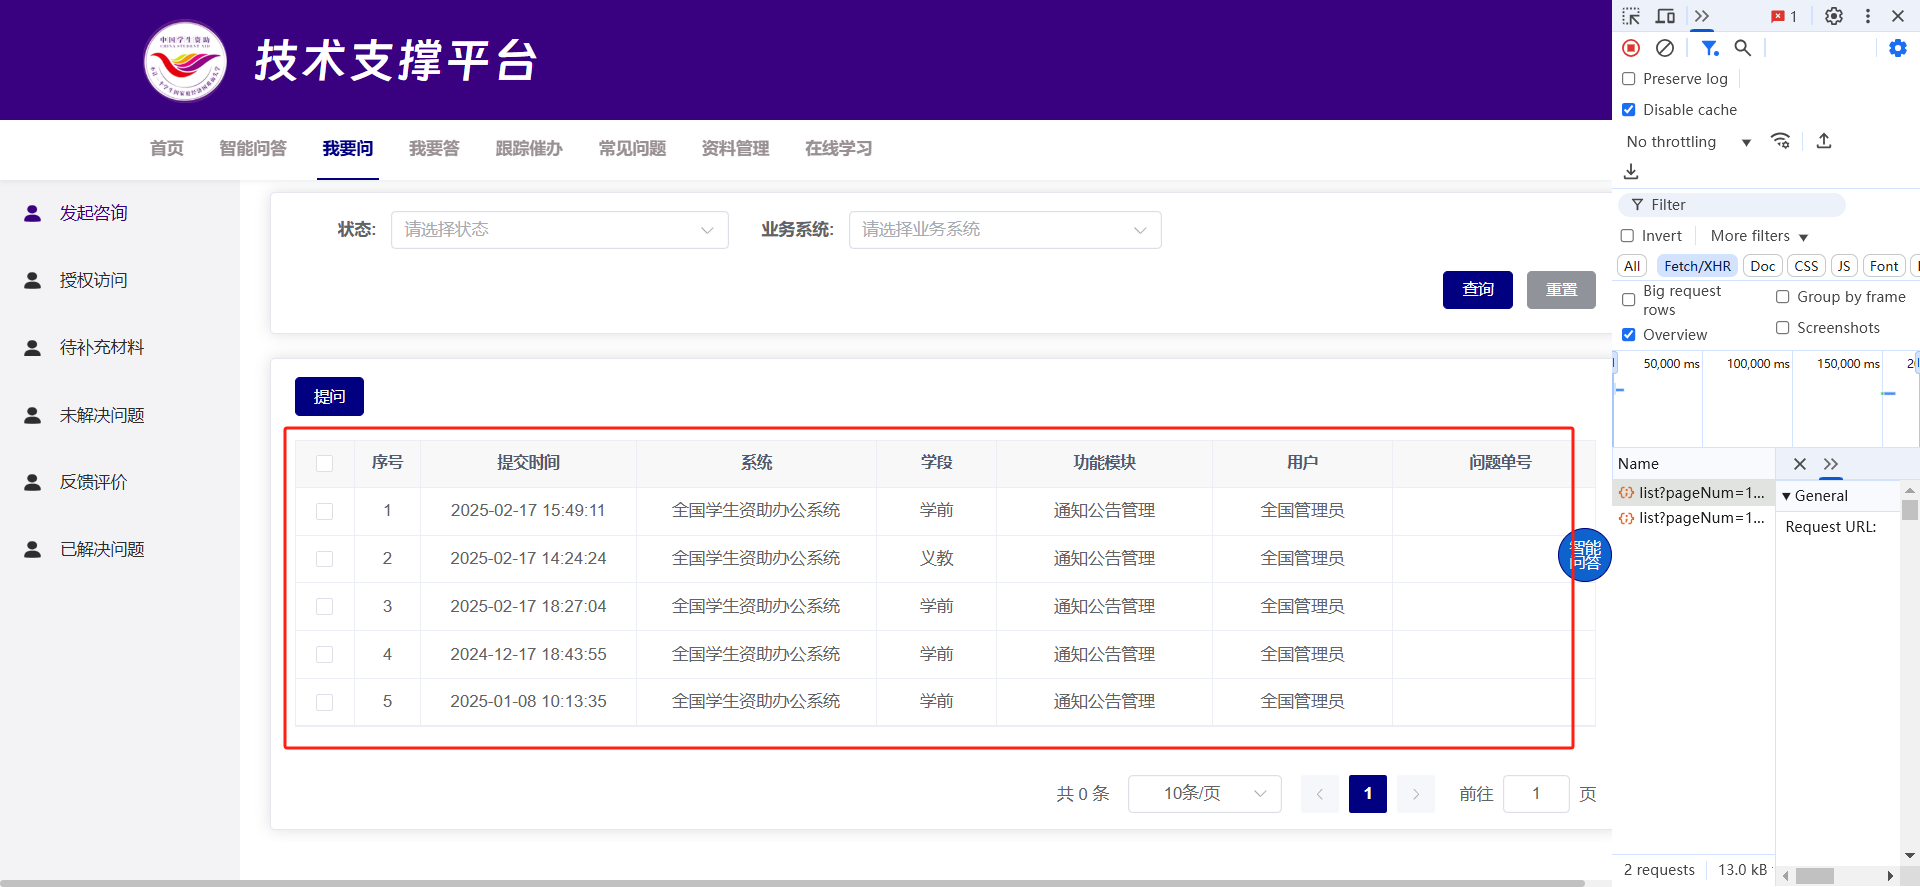 中国学生资助
CHINA STUDENT AID
技术支撑平台
首页 智能问答 我要问 我要答 跟踪催办 常见问题 资料管理 在线学习
发起咨询
授权访问
待补充材料
未解决问题
反馈评价
已解决问题
状态: 请选择状态 业务系统: 请选择业务系统
查询 重置
提问
序号 提交时间 系统 学段 功能模块 用户 问题单号
1 2025-02-17 15:49:11 全国学生资助办公系统 学前 通知公告管理 全国管理员
2 2025-02-17 14:24:24 全国学生资助办公系统 义教 通知公告管理 全国管理员
3 2025-02-17 18:27:04 全国学生资助办公系统 学前 通知公告管理 全国管理员
4 2024-12-17 18:43:55 全国学生资助办公系统 学前 通知公告管理 全国管理员
5 2025-01-08 10:13:35 全国学生资助办公系统 学前 通知公告管理 全国管理员
智能
问答
共 0 条 10条/页 1 前往 1 页
1
Preserve log
Disable cache
No throttling
Filter
Invert More filters
All Fetch/XHR Doc CSS JS Font
Big request rows
Group by frame
Overview
Screenshots
50,000 ms 100,000 ms 150,000 ms 2
Name
list?pageNum=1...
list?pageNum=1...
General
Request URL:
2 requests 13.0 kB